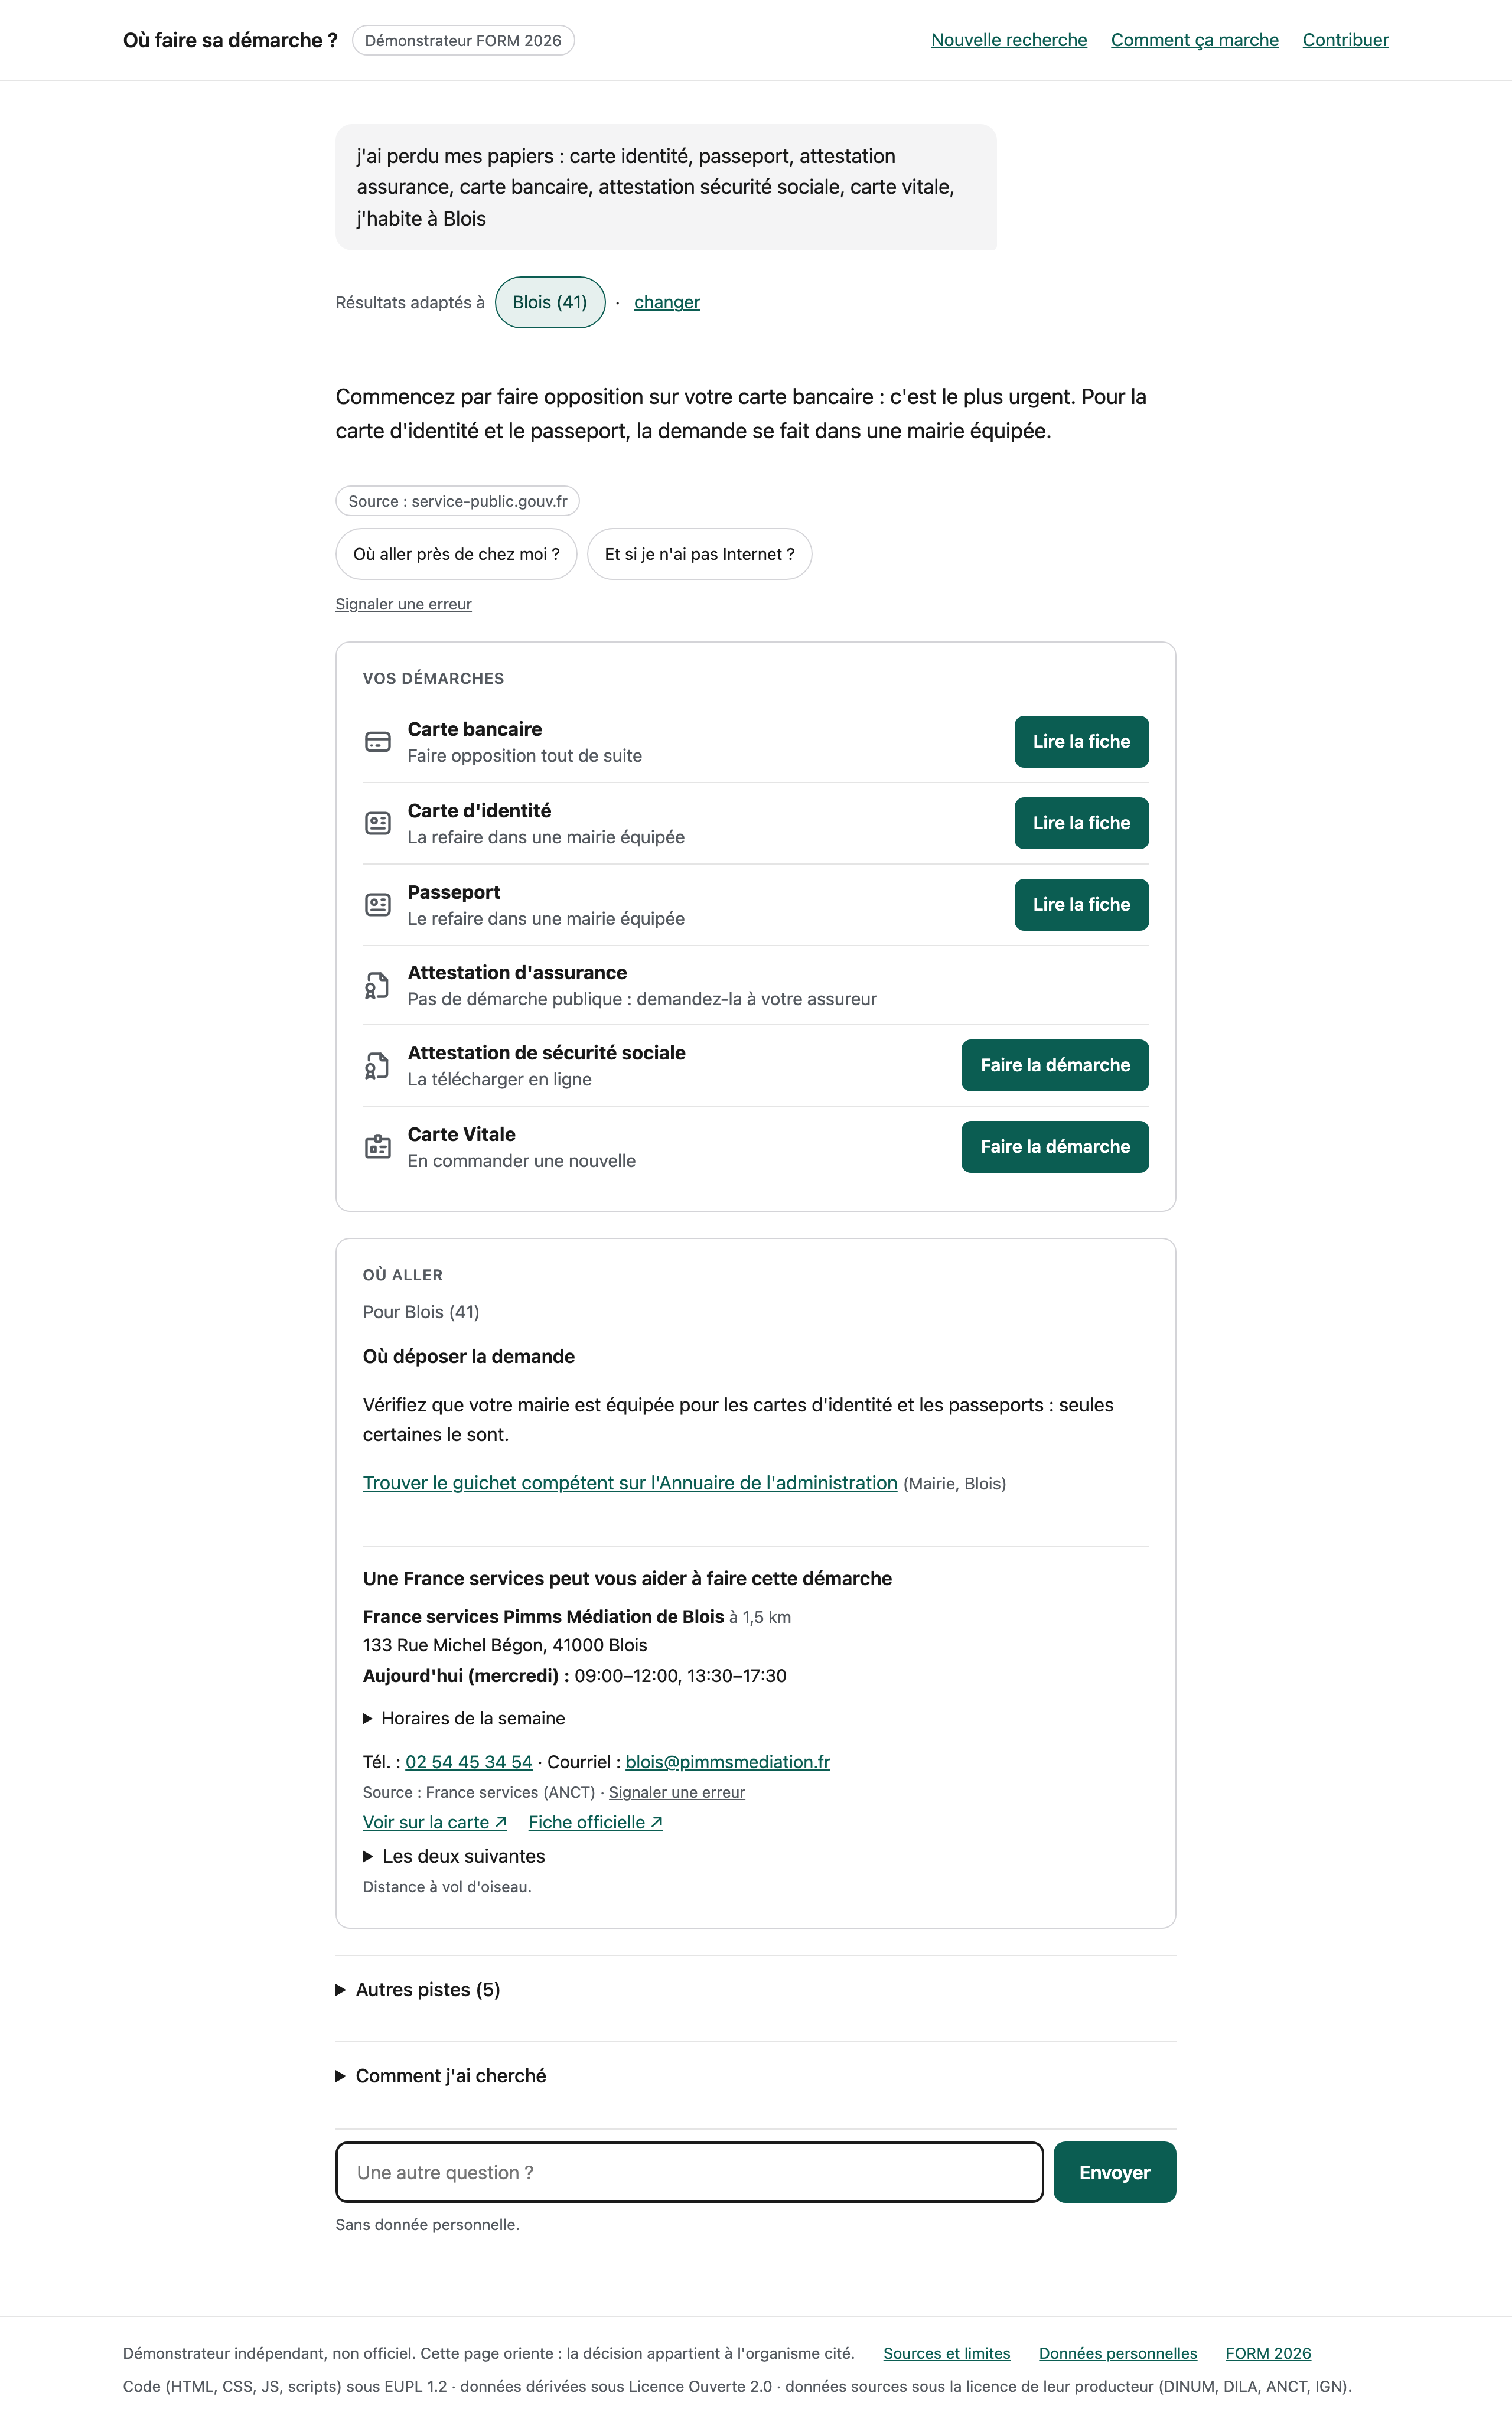 Où faire sa démarche ? Démonstrateur FORM 2026 Nouvelle recherche Comment ça marche Contribuer
j'ai perdu mes papiers : carte identité, passeport, attestation
assurance, carte bancaire, attestation sécurité sociale, carte vitale,
j'habite à Blois
Résultats adaptés à Blois (41) · changer
Commencez par faire opposition sur votre carte bancaire : c'est le plus urgent. Pour la
carte d'identité et le passeport, la demande se fait dans une mairie équipée.
Source : service-public.gouv.fr
Où aller près de chez moi ? Et si je n'ai pas Internet ?
Signaler une erreur
VOS DÉMARCHES
Carte bancaire
Faire opposition tout de suite
Lire la fiche
Carte d'identité
La refaire dans une mairie équipée
Lire la fiche
Passeport
Le refaire dans une mairie équipée
Lire la fiche
Attestation d'assurance
Pas de démarche publique : demandez-la à votre assureur
Attestation de sécurité sociale
La télécharger en ligne
Faire la démarche
Carte Vitale
En commander une nouvelle
Faire la démarche
OÙ ALLER
Pour Blois (41)
Où déposer la demande
Vérifiez que votre mairie est équipée pour les cartes d'identité et les passeports : seules
certaines le sont.
Trouver le guichet compétent sur l'Annuaire de l'administration (Mairie, Blois)
Une France services peut vous aider à faire cette démarche
France services Pimms Médiation de Blois à 1,5 km
133 Rue Michel Bégon, 41000 Blois
Aujourd'hui (mercredi) : 09:00–12:00, 13:30–17:30
Horaires de la semaine
Tél. : 02 54 45 34 54 · Courriel : blois@pimmsmediation.fr
Source : France services (ANCT) · Signaler une erreur
Voir sur la carte ↗ Fiche officielle ↗
Les deux suivantes
Distance à vol d'oiseau.
Autres pistes (5)
Comment j'ai cherché
Une autre question ? Envoyer
Sans donnée personnelle.
Démonstrateur indépendant, non officiel. Cette page oriente : la décision appartient à l'organisme cité. Sources et limites Données personnelles FORM 2026
Code (HTML, CSS, JS, scripts) sous EUPL 1.2 · données dérivées sous Licence Ouverte 2.0 · données sources sous la licence de leur producteur (DINUM, DILA, ANCT, IGN).